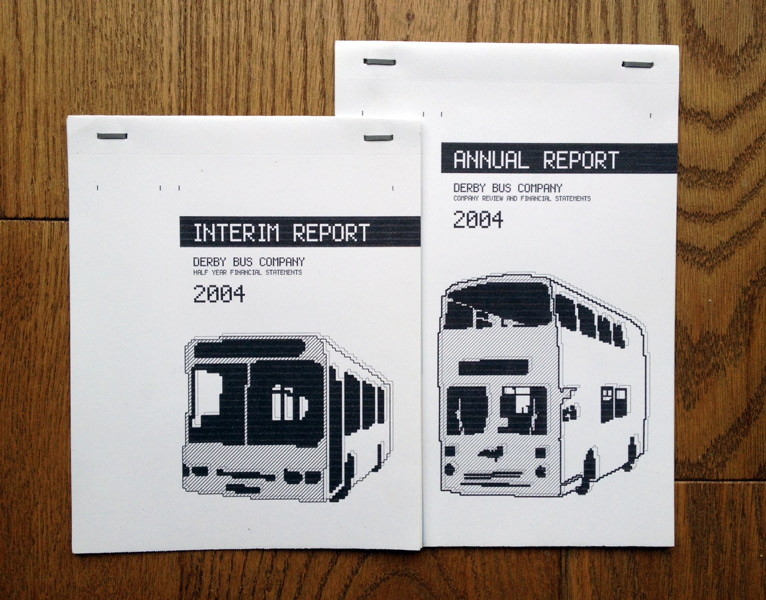 INTERIM REPORT
DERBY BUS COMPANY
HALF YEAR FINANCIAL STATEMENTS
2004
ANNUAL REPORT
DERBY BUS COMPANY
COMPANY REVIEW AND FINANCIAL STATEMENTS
2004